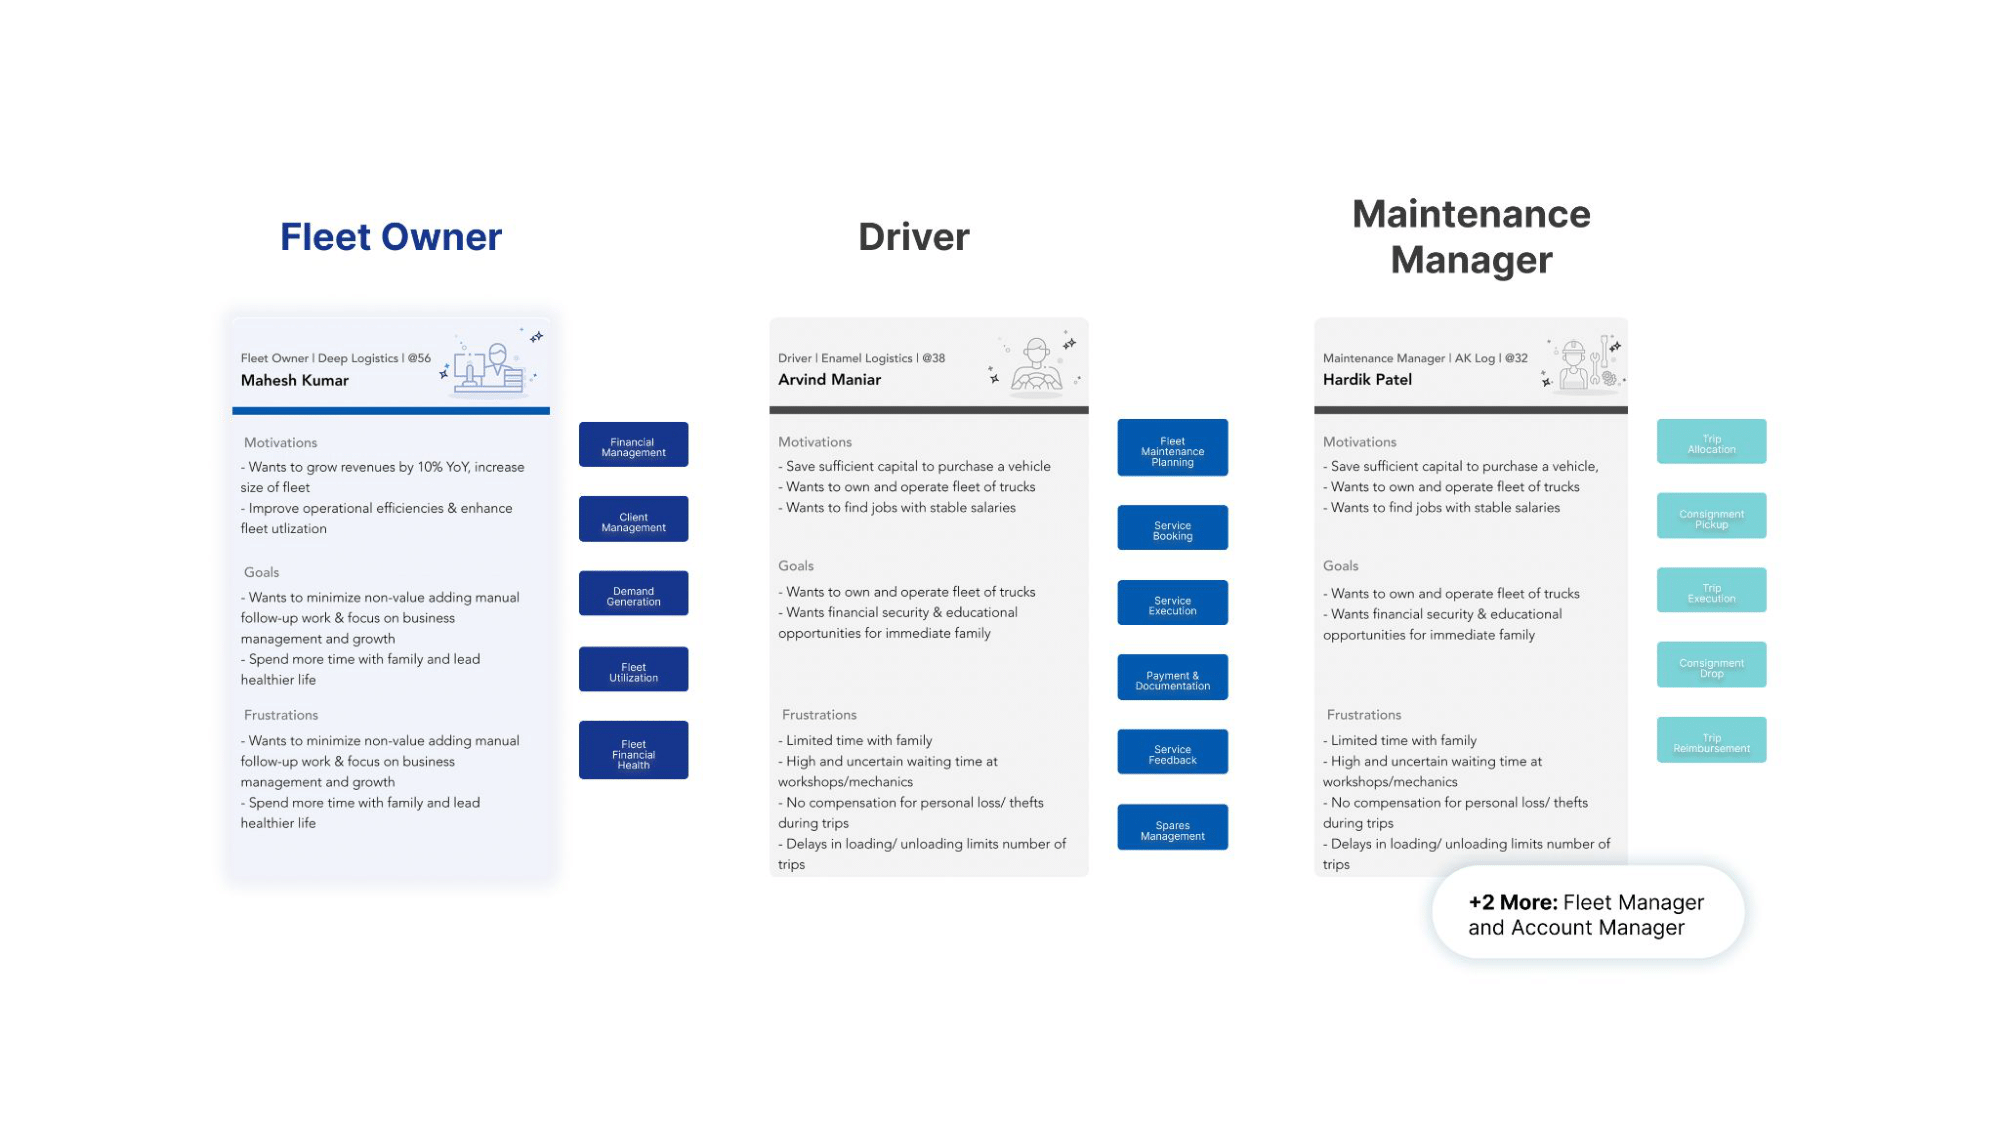 Fleet Owner
Fleet Owner | Deep Logistics | @56
Mahesh Kumar
Motivations
- Wants to grow revenues by 10% YoY, increase
size of fleet
- Improve operational efficiencies & enhance
fleet utlization
Goals
- Wants to minimize non-value adding manual
follow-up work & focus on business
management and growth
- Spend more time with family and lead
healthier life
Frustrations
- Wants to minimize non-value adding manual
follow-up work & focus on business
management and growth
- Spend more time with family and lead
healthier life
Financial
Management
Client
Management
Demand
Generation
Fleet
Utilization
Fleet
Financial
Health
Driver
Driver | Enamel Logistics | @38
Arvind Maniar
Motivations
- Save sufficient capital to purchase a vehicle
- Wants to own and operate fleet of trucks
- Wants to find jobs with stable salaries
Goals
- Wants to own and operate fleet of trucks
- Wants financial security & educational
opportunities for immediate family
Frustrations
- Limited time with family
- High and uncertain waiting time at
workshops/mechanics
- No compensation for personal loss/ thefts
during trips
- Delays in loading/ unloading limits number of
trips
Fleet
Maintenance
Planning
Service
Booking
Service
Execution
Payment &
Documentation
Service
Feedback
Spares
Management
Maintenance
Manager
Maintenance Manager | AK Log | @32
Hardik Patel
Motivations
- Save sufficient capital to purchase a vehicle,
- Wants to own and operate fleet of trucks
- Wants to find jobs with stable salaries
Goals
- Wants to own and operate fleet of trucks
- Wants financial security & educational
opportunities for immediate family
Frustrations
- Limited time with family
- High and uncertain waiting time at
workshops/mechanics
- No compensation for personal loss/ thefts
during trips
- Delays in loading/ unloading limits number of
trips
Trip
Allocation
Consignment
Pickup
Trip
Execution
Consignment
Drop
Trip
Reimbursement
+2 More: Fleet Manager
and Account Manager